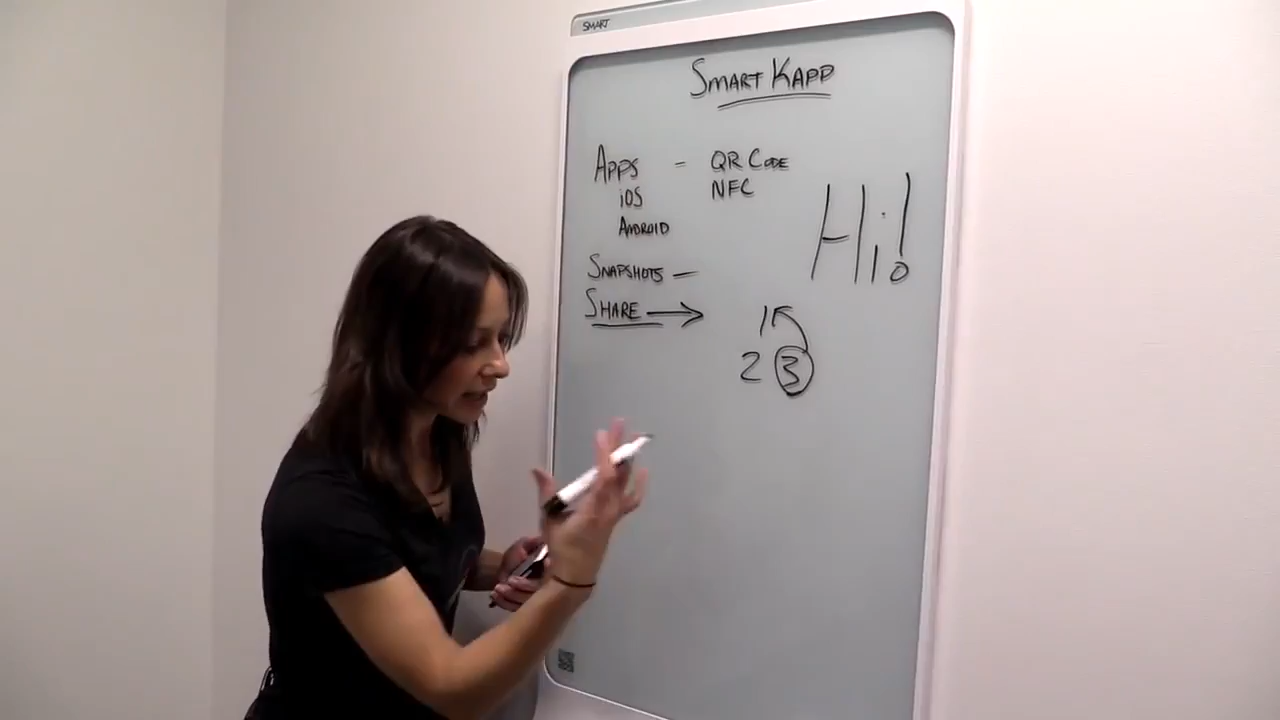 SMART
SMART KAPP
APPS - QR CODE
iOS NFC
ANDROID
Hi!
SNAPSHOTS -
SHARE →
1
2 3